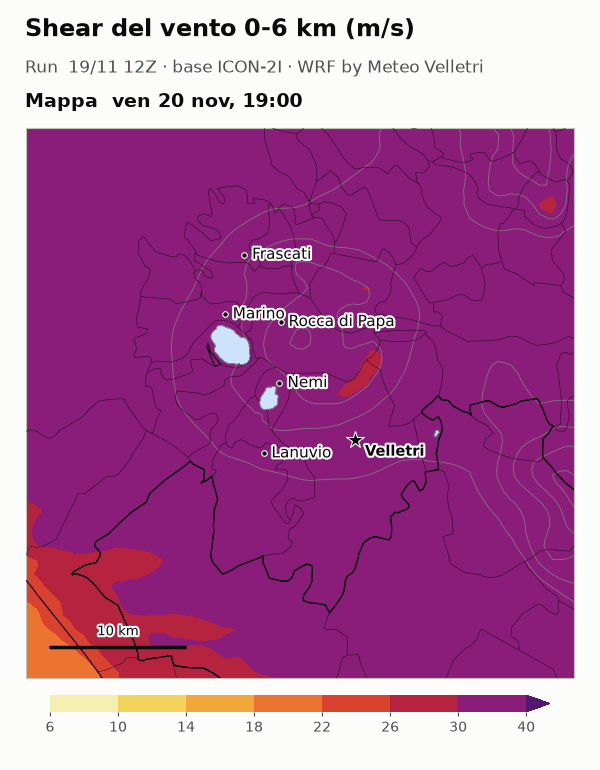 Shear del vento 0-6 km (m/s)
Run  19/11 12Z · base ICON-2I · WRF by Meteo Velletri
Mappa  ven 20 nov, 19:00
Frascati
Marino
Rocca di Papa
Nemi
Lanuvio
Velletri
10 km
6 10 14 18 22 26 30 40